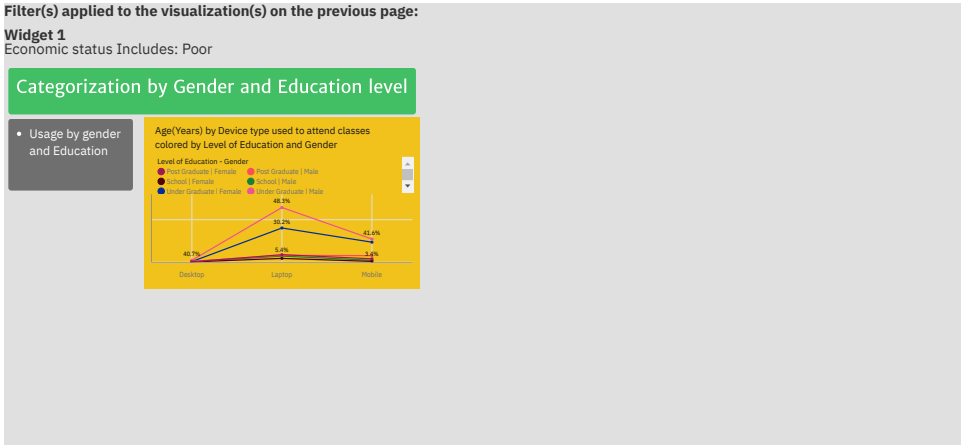 Filter(s) applied to the visualization(s) on the previous page:
Widget 1
Economic status Includes: Poor
Categorization by Gender and Education level
• Usage by gender
and Education
Age(Years) by Device type used to attend classes
colored by Level of Education and Gender
Level of Education - Gender
Post Graduate | Female Post Graduate | Male
School | Female School | Male
Under Graduate | Female Under Graduate | Male
48.3%
30.2%
41.6%
40.7% 5.4% 3.4%
Desktop Laptop Mobile